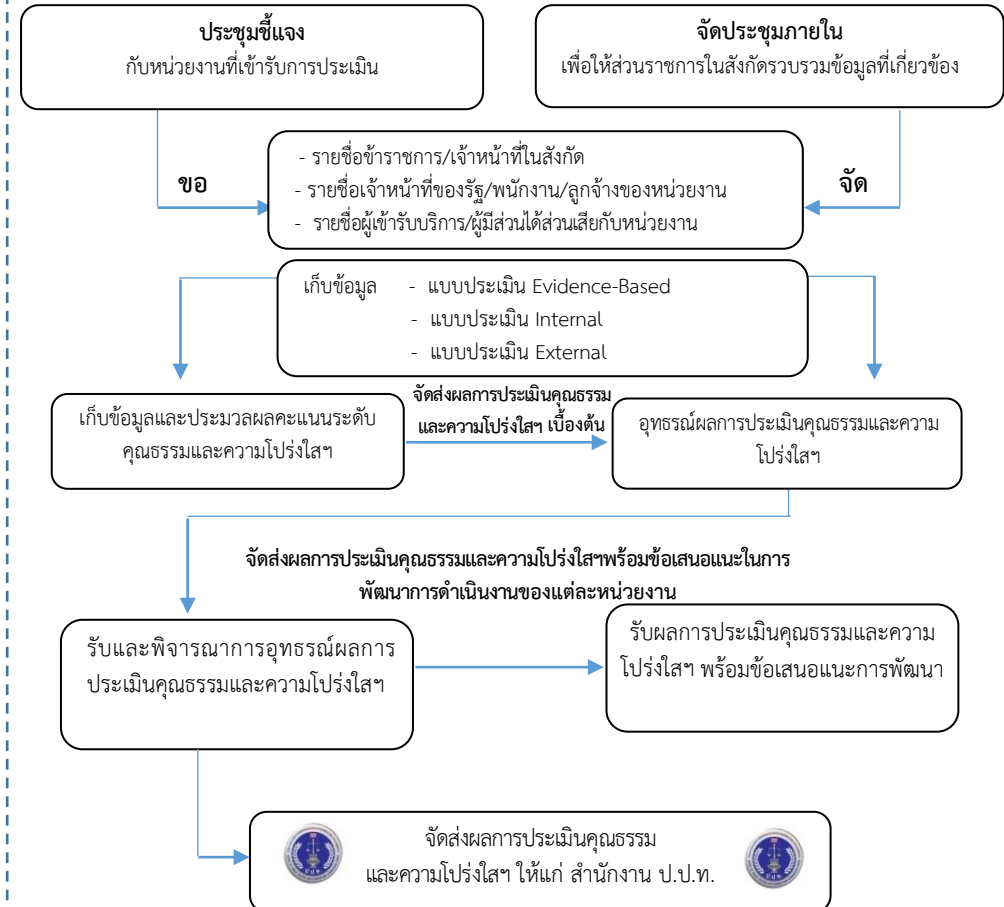 ประชุมชี้แจง
กับหน่วยงานที่เข้ารับการประเมิน
จัดประชุมภายใน
เพื่อให้ส่วนราชการในสังกัดรวบรวมข้อมูลที่เกี่ยวข้อง
ขอ
- รายชื่อข้าราชการ/เจ้าหน้าที่ในสังกัด
- รายชื่อเจ้าหน้าที่ของรัฐ/พนักงาน/ลูกจ้างของหน่วยงาน
- รายชื่อผู้เข้ารับบริการ/ผู้มีส่วนได้ส่วนเสียกับหน่วยงาน
จัด
เก็บข้อมูล - แบบประเมิน Evidence-Based
- แบบประเมิน Internal
- แบบประเมิน External
เก็บข้อมูลและประมวลผลคะแนนระดับ
คุณธรรมและความโปร่งใสฯ
จัดส่งผลการประเมินคุณธรรม
และความโปร่งใสฯ เบื้องต้น
อุทธรณ์ผลการประเมินคุณธรรมและความ
โปร่งใสฯ
จัดส่งผลการประเมินคุณธรรมและความโปร่งใสฯพร้อมข้อเสนอแนะในการ
พัฒนาการดำเนินงานของแต่ละหน่วยงาน
รับและพิจารณาการอุทธรณ์ผลการ
ประเมินคุณธรรมและความโปร่งใสฯ
รับผลการประเมินคุณธรรมและความ
โปร่งใสฯ พร้อมข้อเสนอแนะการพัฒนา
จัดส่งผลการประเมินคุณธรรม
และความโปร่งใสฯ ให้แก่ สำนักงาน ป.ป.ท.